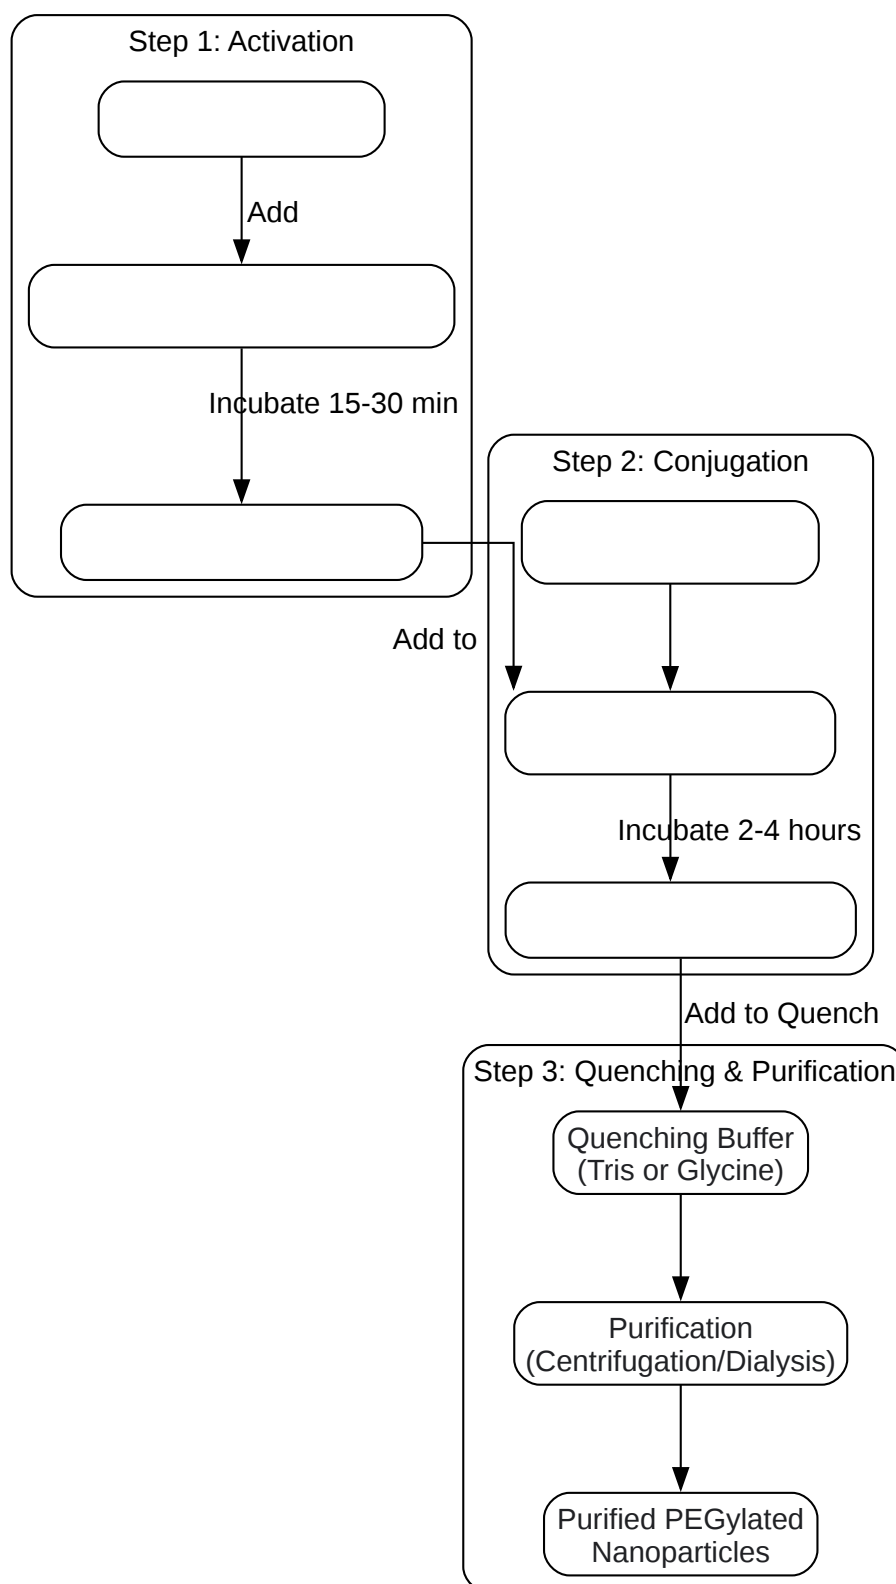 Step 1: Activation
Add
Incubate 15-30 min
Step 2: Conjugation
Add to
Incubate 2-4 hours
Add to Quench
Step 3: Quenching & Purification
Quenching Buffer
(Tris or Glycine)
Purification
(Centrifugation/Dialysis)
Purified PEGylated
Nanoparticles